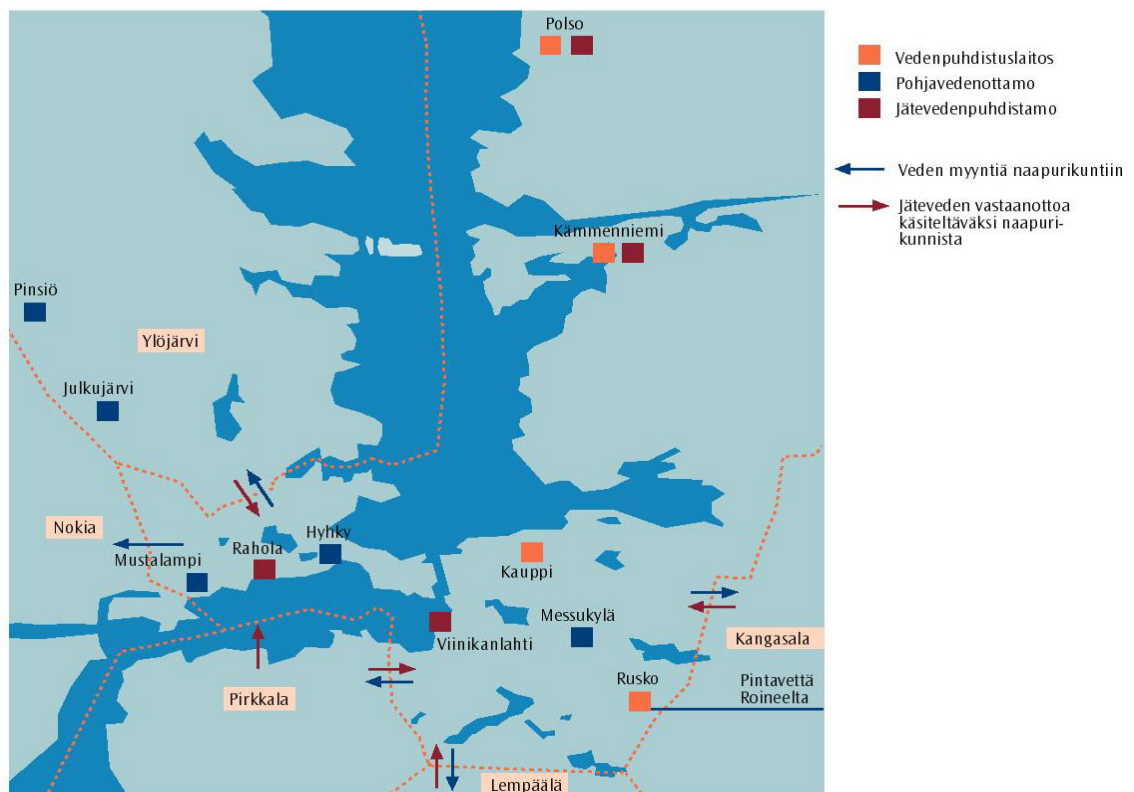 Polso
Vedenpuhdistuslaitos
Pohjavedenottamo
Jätevedenpuhdistamo
Veden myyntiä naapurikuntiin
Jäteveden vastaanottoa
käsiteltäväksi naapuri-
kunnista
Kämmenniemi
Pinsiö
Ylöjärvi
Julkujärvi
Nokia
Mustalampi
Rahola
Hyhky
Kauppi
Messukylä
Viinikanlahti
Kangasala
Rusko
Pintavettä
Roineelta
Pirkkala
Lempäälä